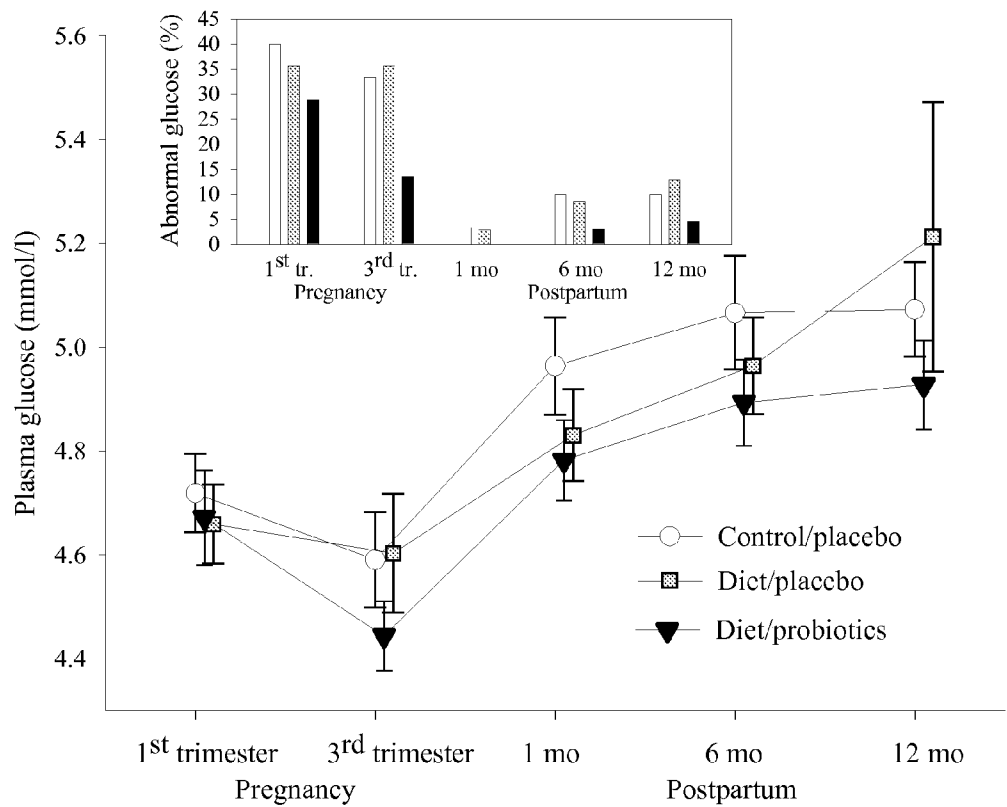 Plasma glucose (mmol/l)
5.6
5.4
5.2
5.0
4.8
4.6
4.4
Abnormal glucose (%)
45
40
35
30
25
20
15
10
5
0
1st tr. 3rd tr. 1 mo 6 mo 12 mo
Pregnancy Postpartum
Control/placebo
Diet/placebo
Diet/probiotics
1st trimester 3rd trimester 1 mo 6 mo 12 mo
Pregnancy Postpartum